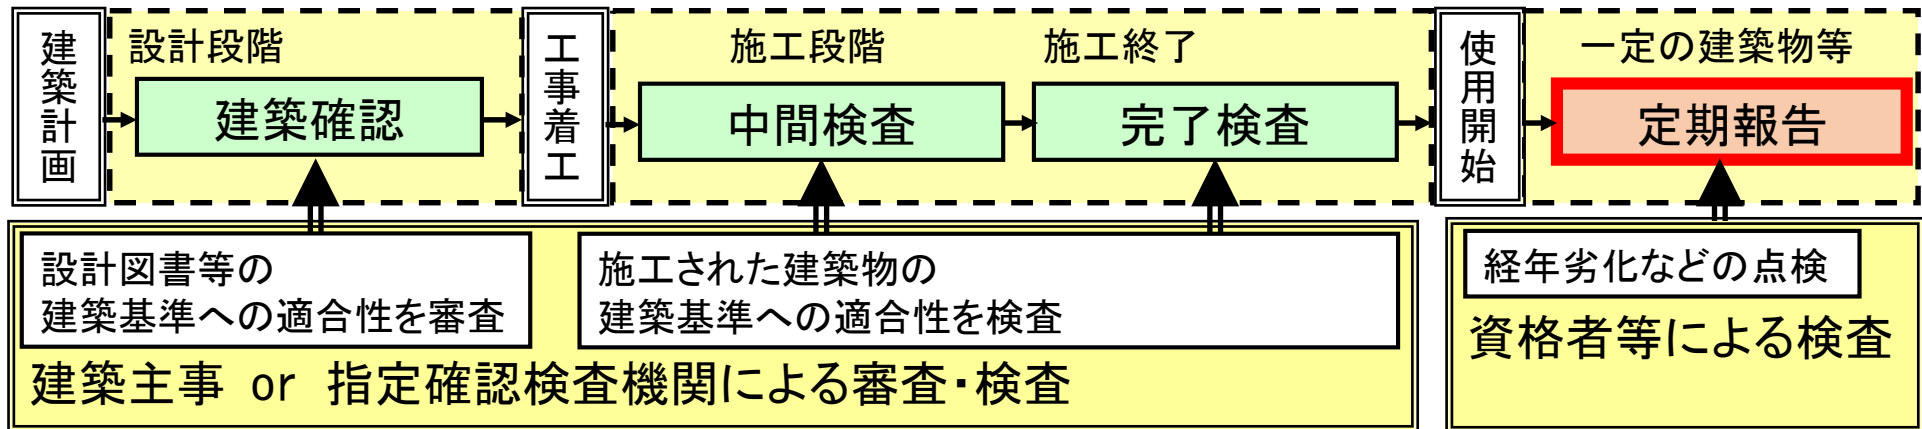 建築計画
設計段階
建築確認
工事着工
施工段階
中間検査
施工終了
完了検査
使用開始
一定の建築物等
定期報告
設計図書等の
建築基準への適合性を審査
施工された建築物の
建築基準への適合性を検査
建築主事 or 指定確認検査機関による審査・検査
経年劣化などの点検
資格者等による検査